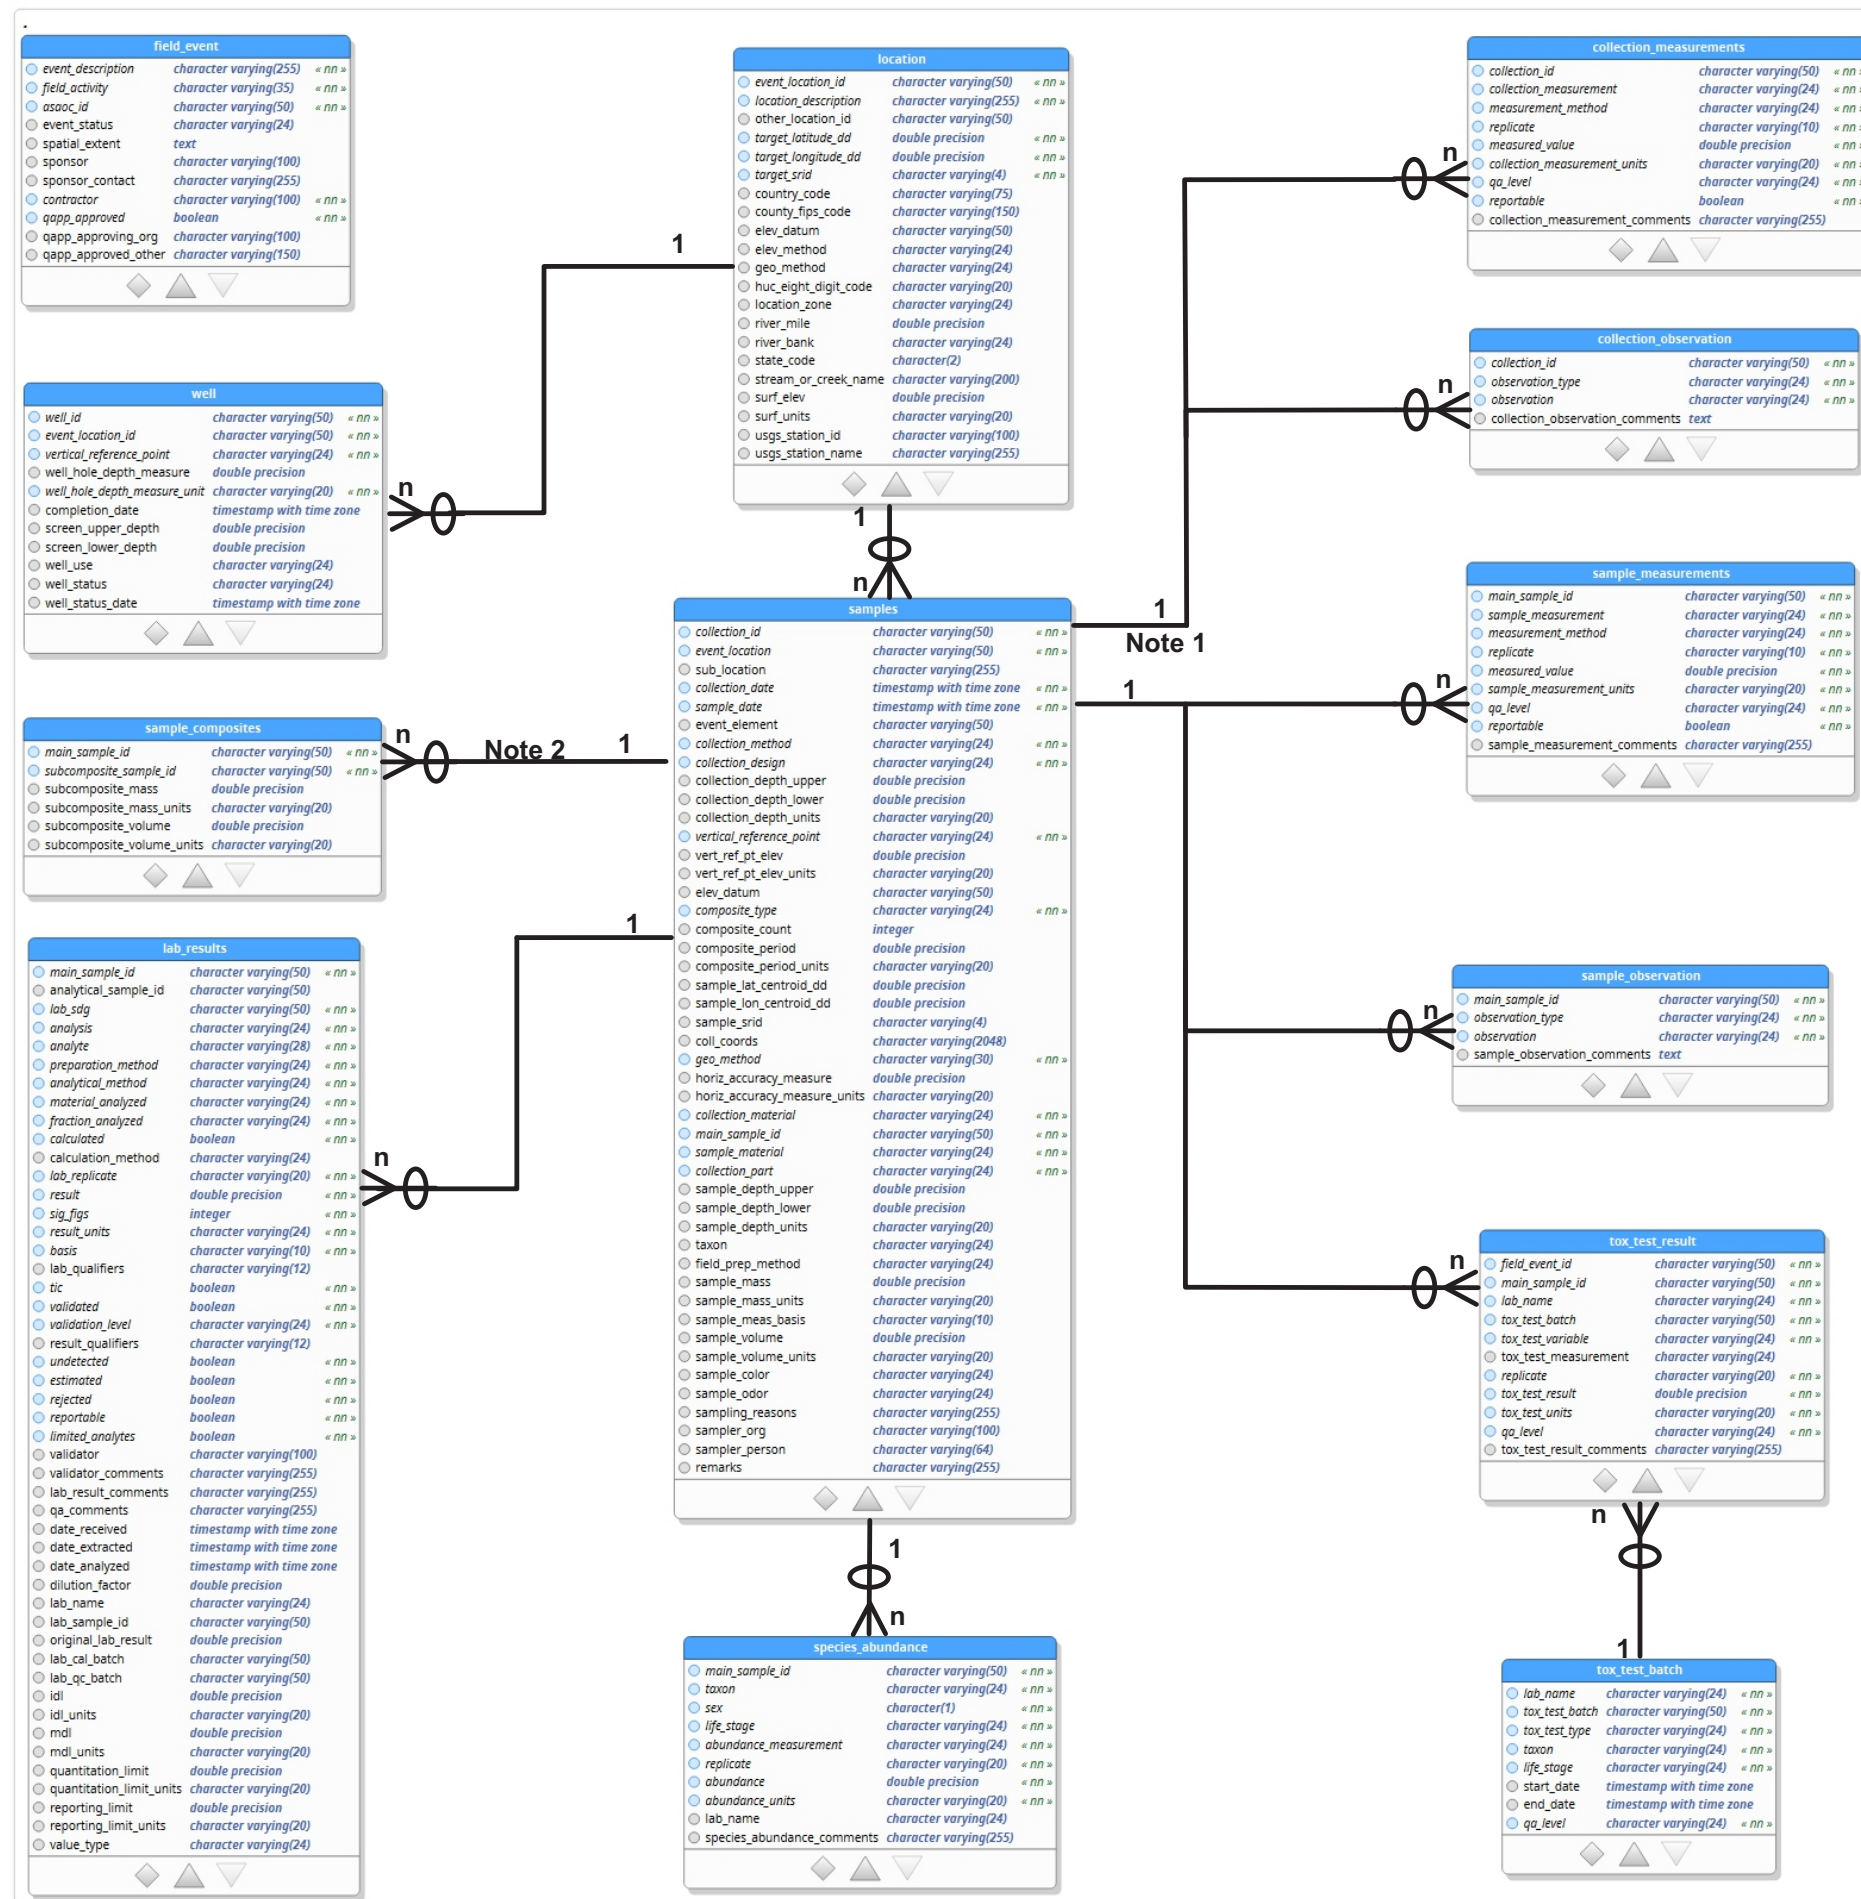 .
field_event
event_description character varying(255) « nn »
field_activity character varying(35) « nn »
asaoc_id character varying(50) « nn »
event_status character varying(24)
spatial_extent text
sponsor character varying(100)
sponsor_contact character varying(255)
contractor character varying(100) « nn »
qapp_approved boolean « nn »
qapp_approving_org character varying(100)
qapp_approved_other character varying(150)
location
event_location_id character varying(50) « nn »
location_description character varying(255) « nn »
other_location_id character varying(50)
target_latitude_dd double precision « nn »
target_longitude_dd double precision « nn »
target_srid character varying(4) « nn »
country_code character varying(75)
county_fips_code character varying(150)
elev_datum character varying(50)
elev_method character varying(24)
geo_method character varying(24)
huc_eight_digit_code character varying(20)
location_zone character varying(24)
river_mile double precision
river_bank character varying(24)
state_code character(2)
stream_or_creek_name character varying(200)
surf_elev double precision
surf_units character varying(20)
usgs_station_id character varying(100)
usgs_station_name character varying(255)
collection_measurements
collection_id character varying(50) « nn »
collection_measurement character varying(24) « nn »
measurement_method character varying(24) « nn »
replicate character varying(10) « nn »
measured_value double precision « nn »
collection_measurement_units character varying(20) « nn »
qa_level character varying(24) « nn »
reportable boolean « nn »
collection_measurement_comments character varying(255)
n
1
collection_observation
collection_id character varying(50) « nn »
observation_type character varying(24) « nn »
observation character varying(24) « nn »
collection_observation_comments text
n
well
well_id character varying(50) « nn »
event_location_id character varying(50) « nn »
vertical_reference_point character varying(24) « nn »
well_hole_depth_measure double precision
well_hole_depth_measure_unit character varying(20) « nn »
completion_date timestamp with time zone
screen_upper_depth double precision
screen_lower_depth double precision
well_use character varying(24)
well_status character varying(24)
well_status_date timestamp with time zone
n
1
n
1
Note 1
samples
collection_id character varying(50) « nn »
event_location character varying(50) « nn »
sub_location character varying(255)
collection_date timestamp with time zone « nn »
sample_date timestamp with time zone « nn »
event_element character varying(50)
collection_method character varying(24) « nn »
collection_design character varying(24) « nn »
collection_depth_upper double precision
collection_depth_lower double precision
collection_depth_units character varying(20)
vertical_reference_point character varying(24) « nn »
vert_ref_pt_elev double precision
vert_ref_pt_elev_units character varying(20)
elev_datum character varying(50)
composite_type character varying(24) « nn »
composite_count integer
composite_period double precision
composite_period_units character varying(20)
sample_lat_centroid_dd double precision
sample_lon_centroid_dd double precision
sample_srid character varying(4)
coll_coords character varying(2048)
geo_method character varying(30) « nn »
horiz_accuracy_measure double precision
horiz_accuracy_measure_units character varying(20)
collection_material character varying(24) « nn »
main_sample_id character varying(50) « nn »
sample_material character varying(24) « nn »
collection_part character varying(24) « nn »
sample_depth_upper double precision
sample_depth_lower double precision
sample_depth_units character varying(20)
taxon character varying(24)
field_prep_method character varying(24)
sample_mass double precision
sample_mass_units character varying(20)
sample_meas_basis character varying(10)
sample_volume double precision
sample_volume_units character varying(20)
sample_color character varying(24)
sample_odor character varying(24)
sampling_reasons character varying(255)
sampler_org character varying(100)
sampler_person character varying(64)
remarks character varying(255)
sample_measurements
main_sample_id character varying(50) « nn »
sample_measurement character varying(24) « nn »
measurement_method character varying(24) « nn »
replicate character varying(10) « nn »
measured_value double precision « nn »
sample_measurement_units character varying(20) « nn »
qa_level character varying(24) « nn »
reportable boolean « nn »
sample_measurement_comments character varying(255)
1
n
sample_composites
main_sample_id character varying(50) « nn »
subcomposite_sample_id character varying(50) « nn »
subcomposite_mass double precision
subcomposite_mass_units character varying(20)
subcomposite_volume double precision
subcomposite_volume_units character varying(20)
n
Note 2
1
1
lab_results
main_sample_id character varying(50) « nn »
analytical_sample_id character varying(50)
lab_sdg character varying(50) « nn »
analysis character varying(24) « nn »
analyte character varying(28) « nn »
preparation_method character varying(24) « nn »
analytical_method character varying(24) « nn »
material_analyzed character varying(24) « nn »
fraction_analyzed character varying(24) « nn »
calculated boolean « nn »
calculation_method character varying(24)
lab_replicate character varying(20) « nn »
result double precision « nn »
sig_figs integer « nn »
result_units character varying(24) « nn »
basis character varying(10) « nn »
lab_qualifiers character varying(12)
tic boolean « nn »
validated boolean « nn »
validation_level character varying(24) « nn »
result_qualifiers character varying(12)
undetected boolean « nn »
estimated boolean « nn »
rejected boolean « nn »
reportable boolean « nn »
limited_analytes boolean « nn »
validator character varying(100)
validator_comments character varying(255)
lab_result_comments character varying(255)
qa_comments character varying(255)
date_received timestamp with time zone
date_extracted timestamp with time zone
date_analyzed timestamp with time zone
dilution_factor double precision
lab_name character varying(24)
lab_sample_id character varying(50)
original_lab_result double precision
lab_cal_batch character varying(50)
lab_qc_batch character varying(50)
idl double precision
idl_units character varying(20)
mdl double precision
mdl_units character varying(20)
quantitation_limit double precision
quantitation_limit_units character varying(20)
reporting_limit double precision
reporting_limit_units character varying(20)
value_type character varying(24)
n
sample_observation
main_sample_id character varying(50) « nn »
observation_type character varying(24) « nn »
observation character varying(24) « nn »
sample_observation_comments text
n
tox_test_result
field_event_id character varying(50) « nn »
main_sample_id character varying(50) « nn »
lab_name character varying(24) « nn »
tox_test_batch character varying(50) « nn »
tox_test_variable character varying(24) « nn »
tox_test_measurement character varying(24)
replicate character varying(20) « nn »
tox_test_result double precision « nn »
tox_test_units character varying(20) « nn »
qa_level character varying(24) « nn »
tox_test_result_comments character varying(255)
n
n
1
1
n
species_abundance
main_sample_id character varying(50) « nn »
taxon character varying(24) « nn »
sex character(1) « nn »
life_stage character varying(24) « nn »
abundance_measurement character varying(24) « nn »
replicate character varying(20) « nn »
abundance double precision « nn »
abundance_units character varying(20) « nn »
lab_name character varying(24)
species_abundance_comments character varying(255)
tox_test_batch
lab_name character varying(24) « nn »
tox_test_batch character varying(50) « nn »
tox_test_type character varying(24) « nn »
taxon character varying(24) « nn »
life_stage character varying(24) « nn »
start_date timestamp with time zone
end_date timestamp with time zone
qa_level character varying(24) « nn »